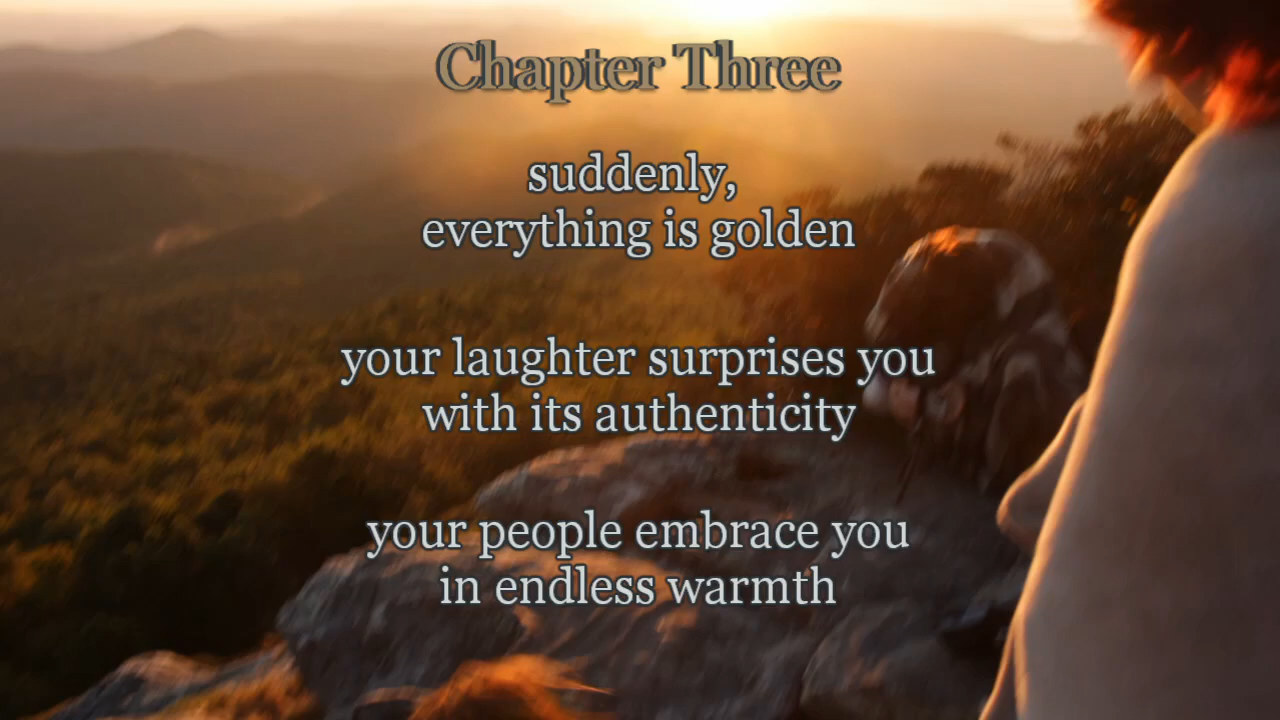 Chapter Three
suddenly,
everything is golden
your laughter surprises you
with its authenticity
your people embrace you
in endless warmth